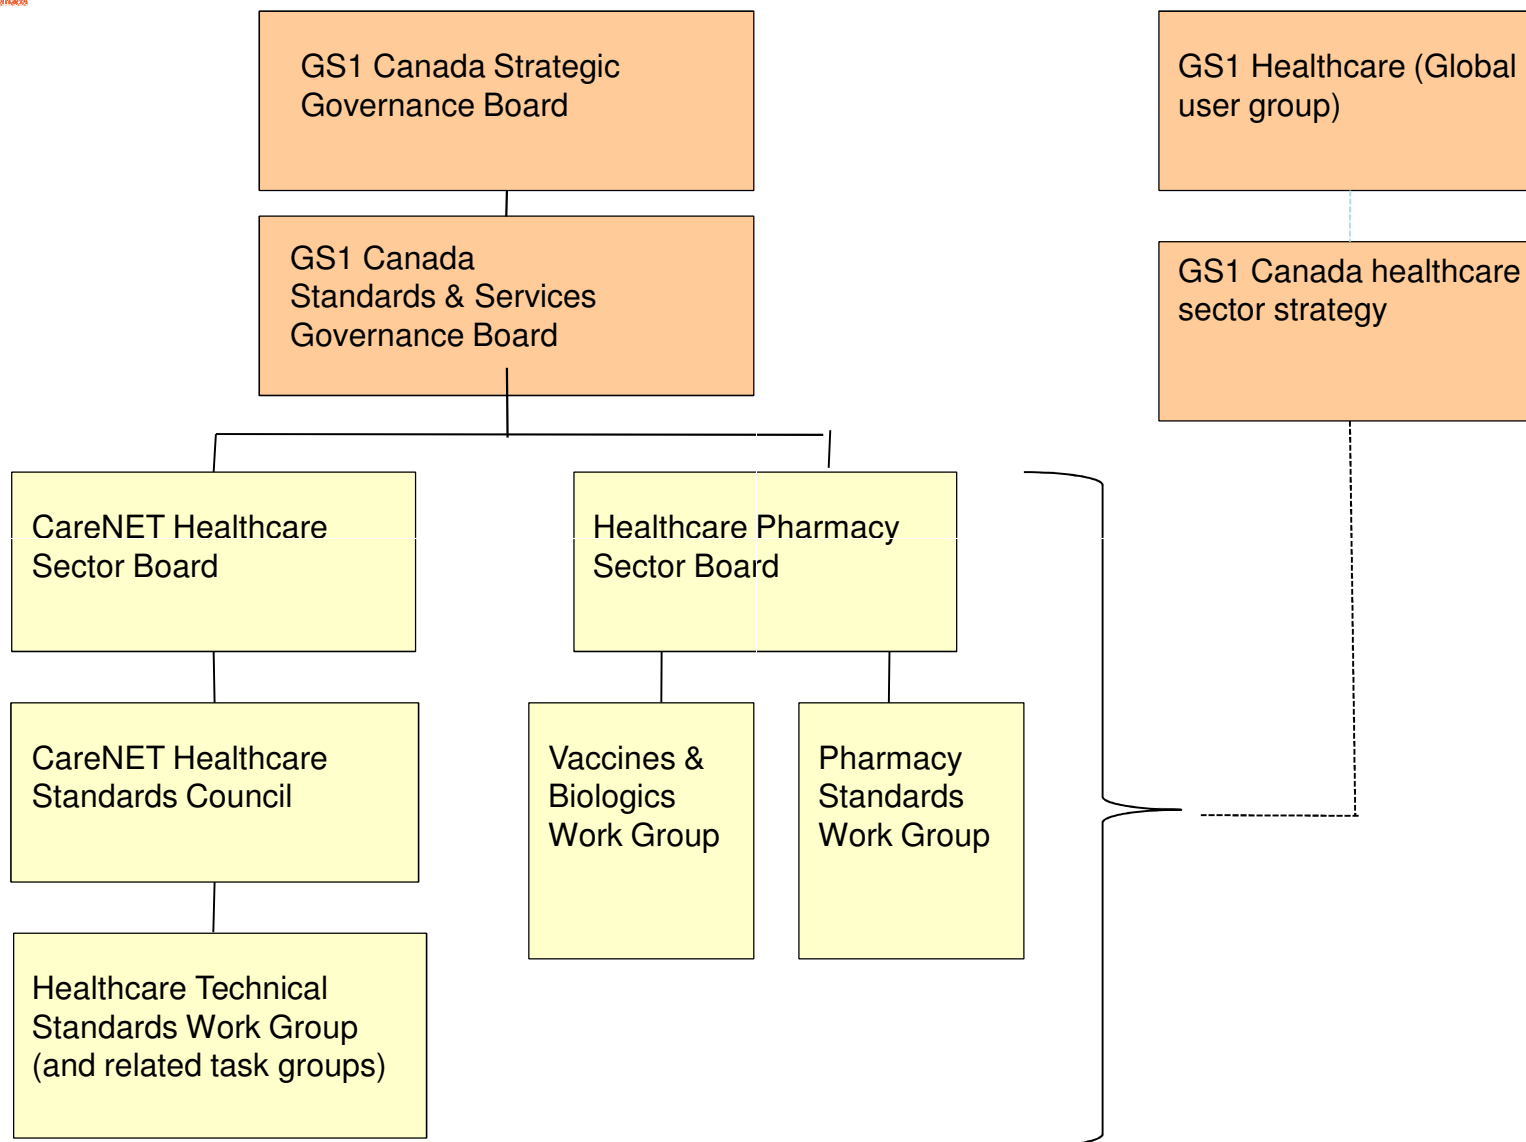 GS1 Canada Strategic
Governance Board
GS1 Healthcare (Global
user group)
GS1 Canada
Standards & Services
Governance Board
GS1 Canada healthcare
sector strategy
CareNET Healthcare
Sector Board
Healthcare Pharmacy
Sector Board
CareNET Healthcare
Standards Council
Vaccines &
Biologics
Work Group
Pharmacy
Standards
Work Group
Healthcare Technical
Standards Work Group
(and related task groups)